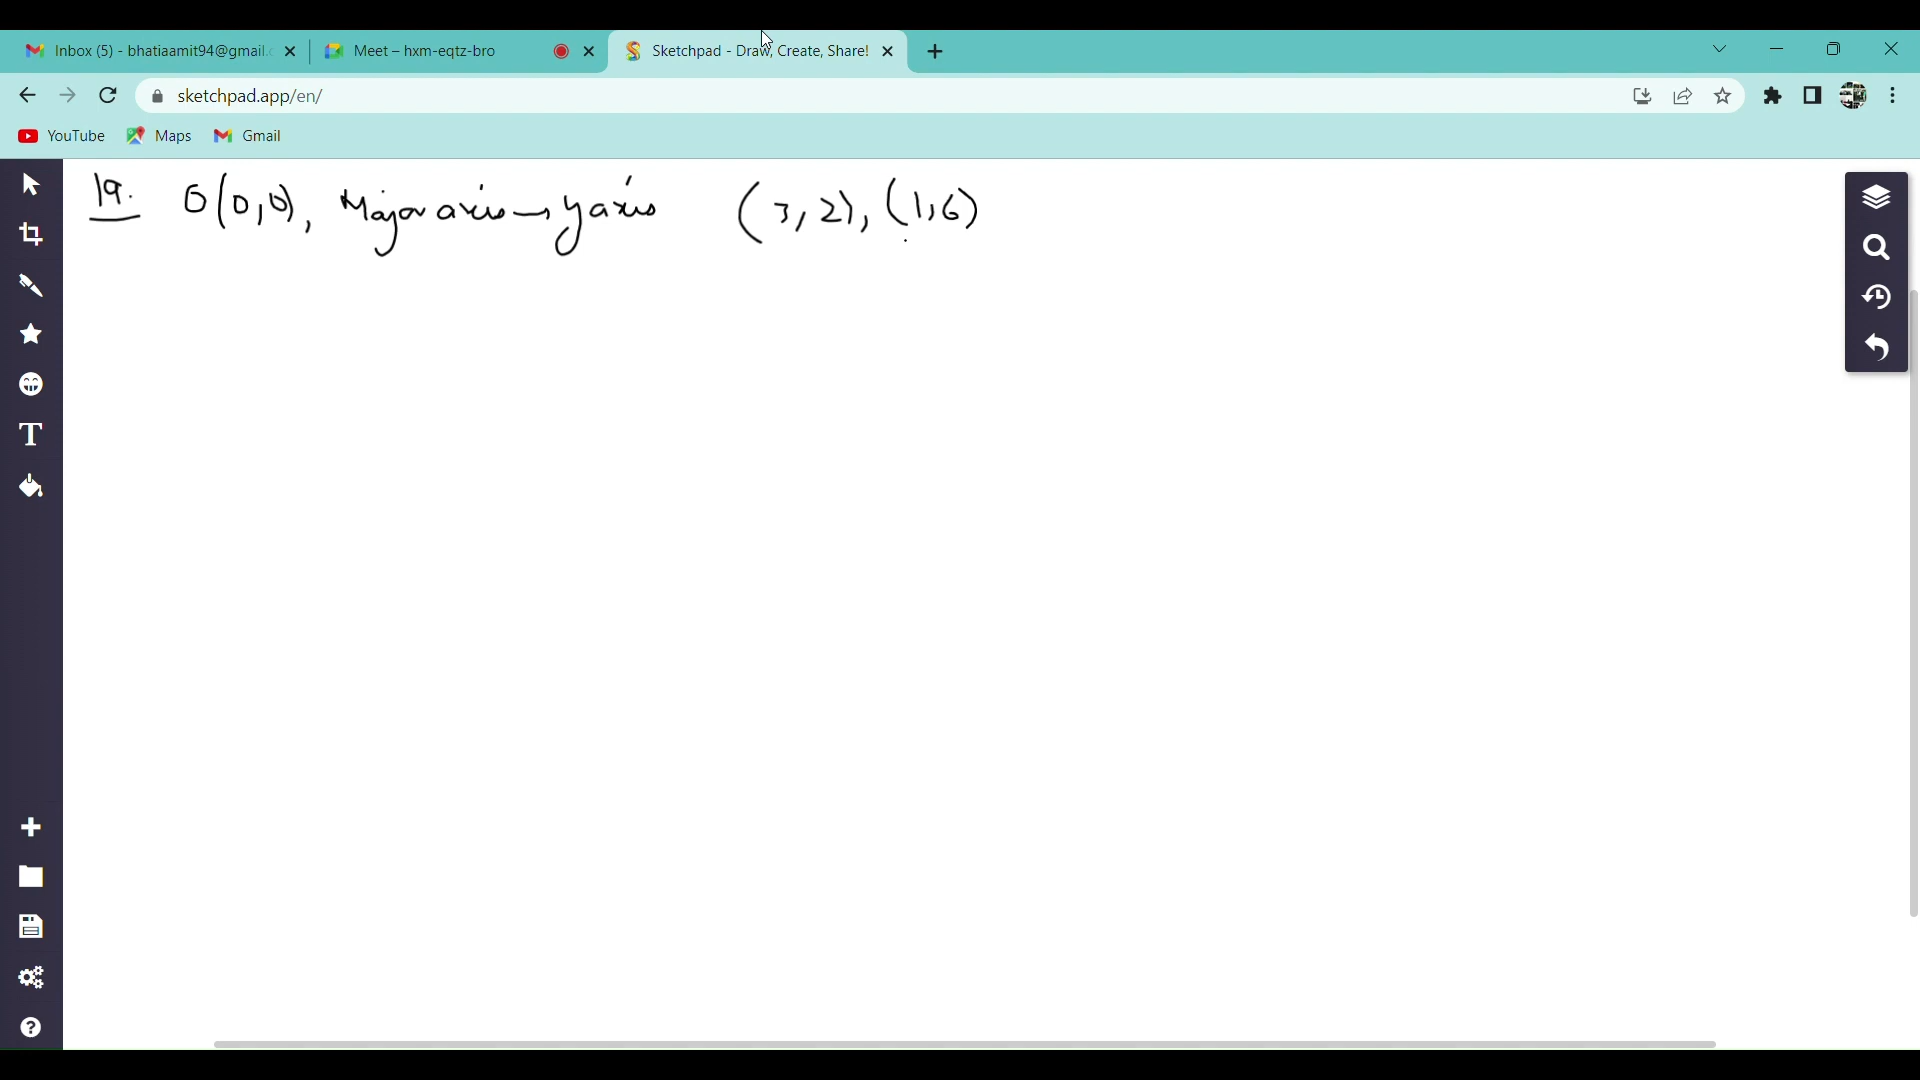 Inbox (5) - bhatiaamit94@gmail.c Meet – hxm-eqtz-bro Sketchpad - Draw, Create, Share!
sketchpad.app/en/
YouTube Maps Gmail
19. O(0,0), Major axis→y axis (3,2), (1,6)
T